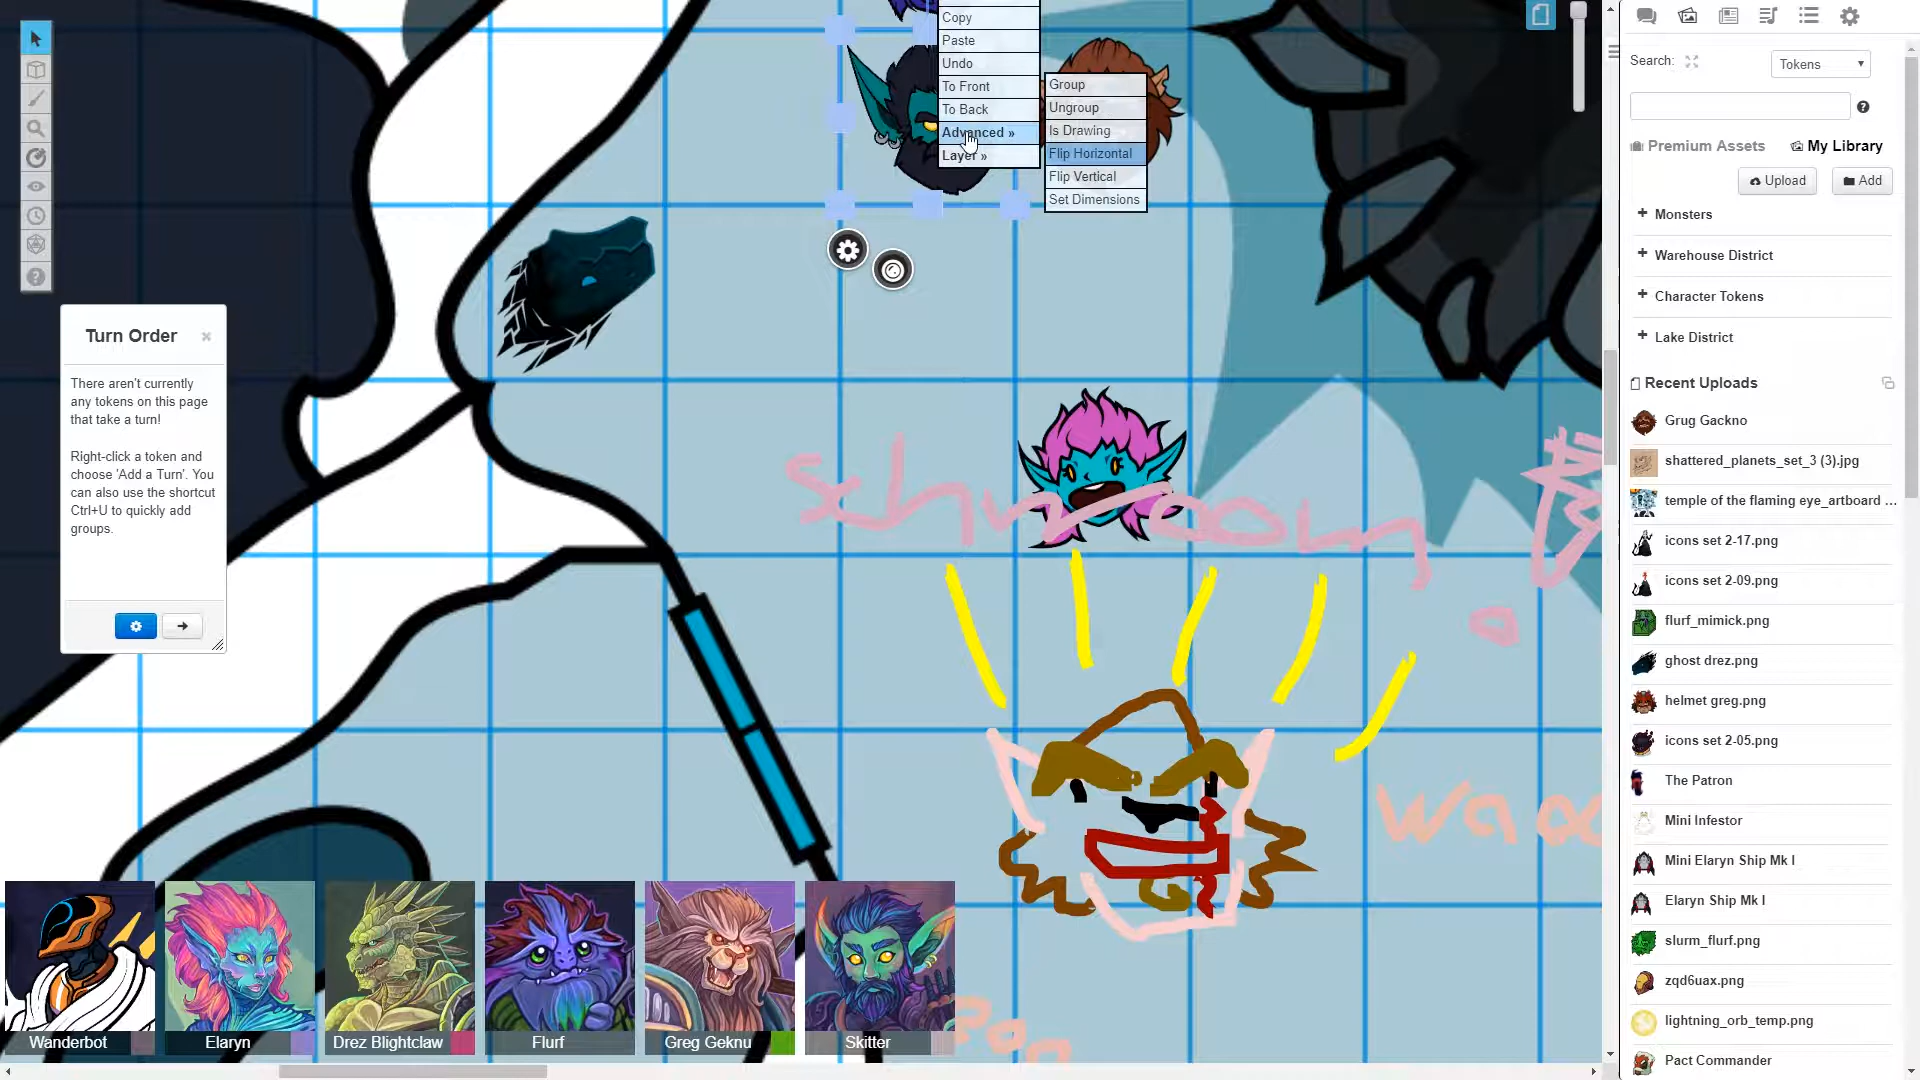 Copy
Paste
Undo
To Front
To Back
Advanced »
Layer »
Group
Ungroup
Is Drawing
Flip Horizontal
Flip Vertical
Set Dimensions
Turn Order
×
There aren't currently
any tokens on this page
that take a turn!
Right-click a token and
choose 'Add a Turn'. You
can also use the shortcut
Ctrl+U to quickly add
groups.
Wanderbot
Elaryn
Drez Blightclaw
Flurf
Greg Geknu
Skitter
Search:
Tokens
Premium Assets
My Library
Upload
Add
Monsters
Warehouse District
Character Tokens
Lake District
Recent Uploads
Grug Gackno
shattered_planets_set_3 (3).jpg
temple of the flaming eye_artboard ...
icons set 2-17.png
icons set 2-09.png
flurf_mimick.png
ghost drez.png
helmet greg.png
icons set 2-05.png
The Patron
Mini Infestor
Mini Elaryn Ship Mk I
Elaryn Ship Mk I
slurm_flurf.png
zqd6uax.png
lightning_orb_temp.png
Pact Commander